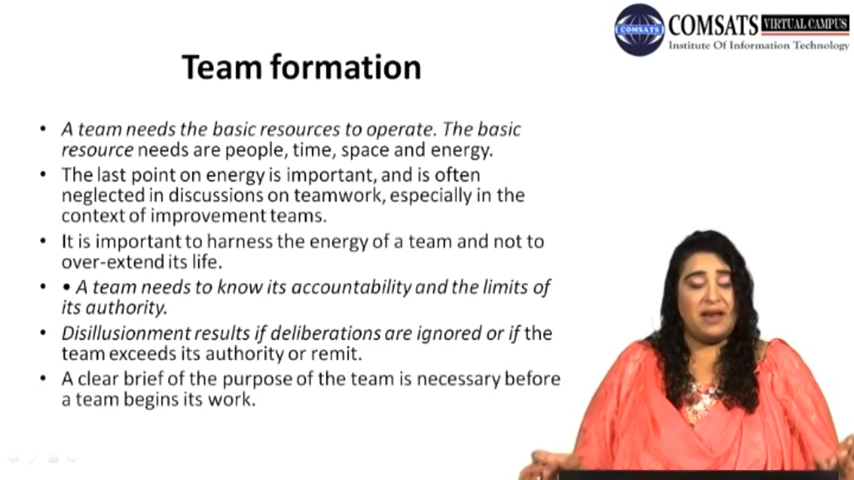 COMSATS VIRTUAL CAMPUS
COMSATS
Institute Of Information Technology
Team formation
• A team needs the basic resources to operate. The basic
resource needs are people, time, space and energy.
• The last point on energy is important, and is often
neglected in discussions on teamwork, especially in the
context of improvement teams.
• It is important to harness the energy of a team and not to
over-extend its life.
• • A team needs to know its accountability and the limits of
its authority.
• Disillusionment results if deliberations are ignored or if the
team exceeds its authority or remit.
• A clear brief of the purpose of the team is necessary before
a team begins its work.